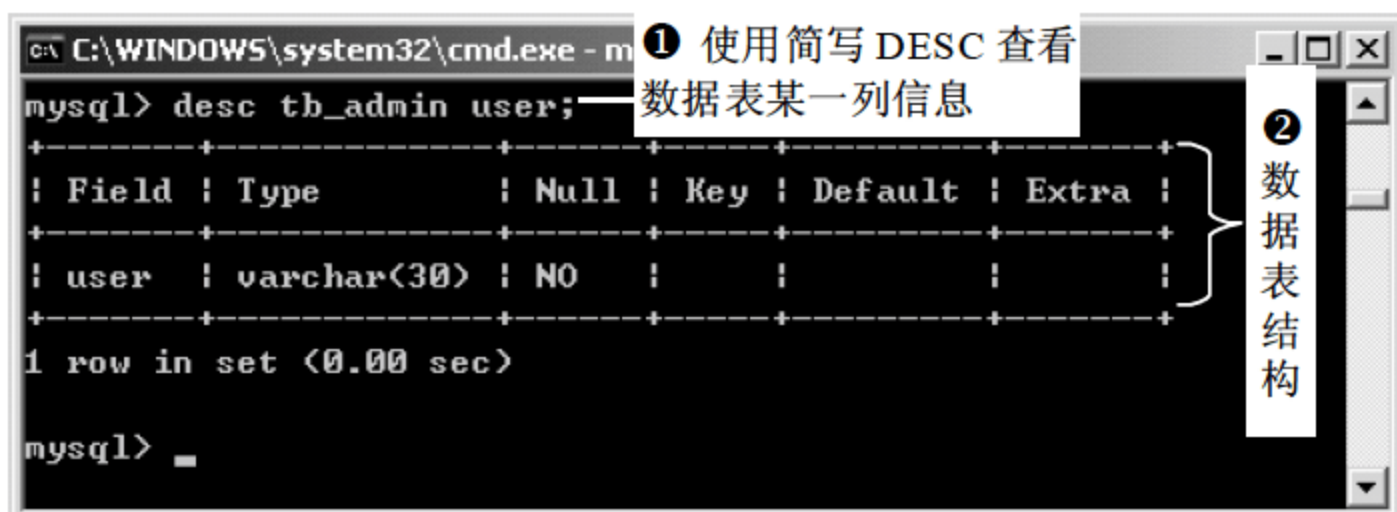 C:\WINDOWS\system32\cmd.exe - m
❶ 使用简写 DESC 查看
数据表某一列信息
mysql> desc tb_admin user;
+-------+-------------+------+-----+---------+-------+
| Field | Type | Null | Key | Default | Extra |
+-------+-------------+------+-----+---------+-------+
| user | varchar(30) | NO | | | |
+-------+-------------+------+-----+---------+-------+
1 row in set (0.00 sec)
mysql> _
❷
数
据
表
结
构